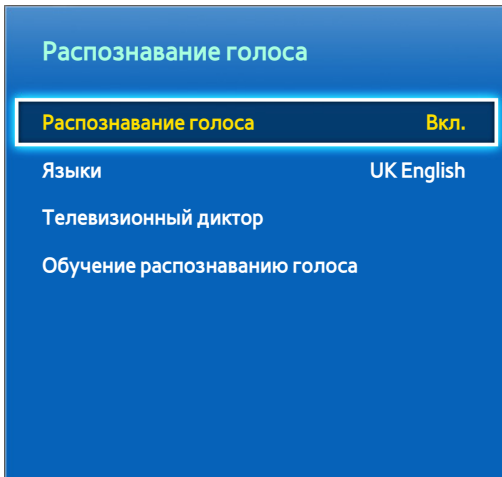 Распознавание голоса
Распознавание голоса Вкл.
Языки UK English
Телевизионный диктор
Обучение распознаванию голоса